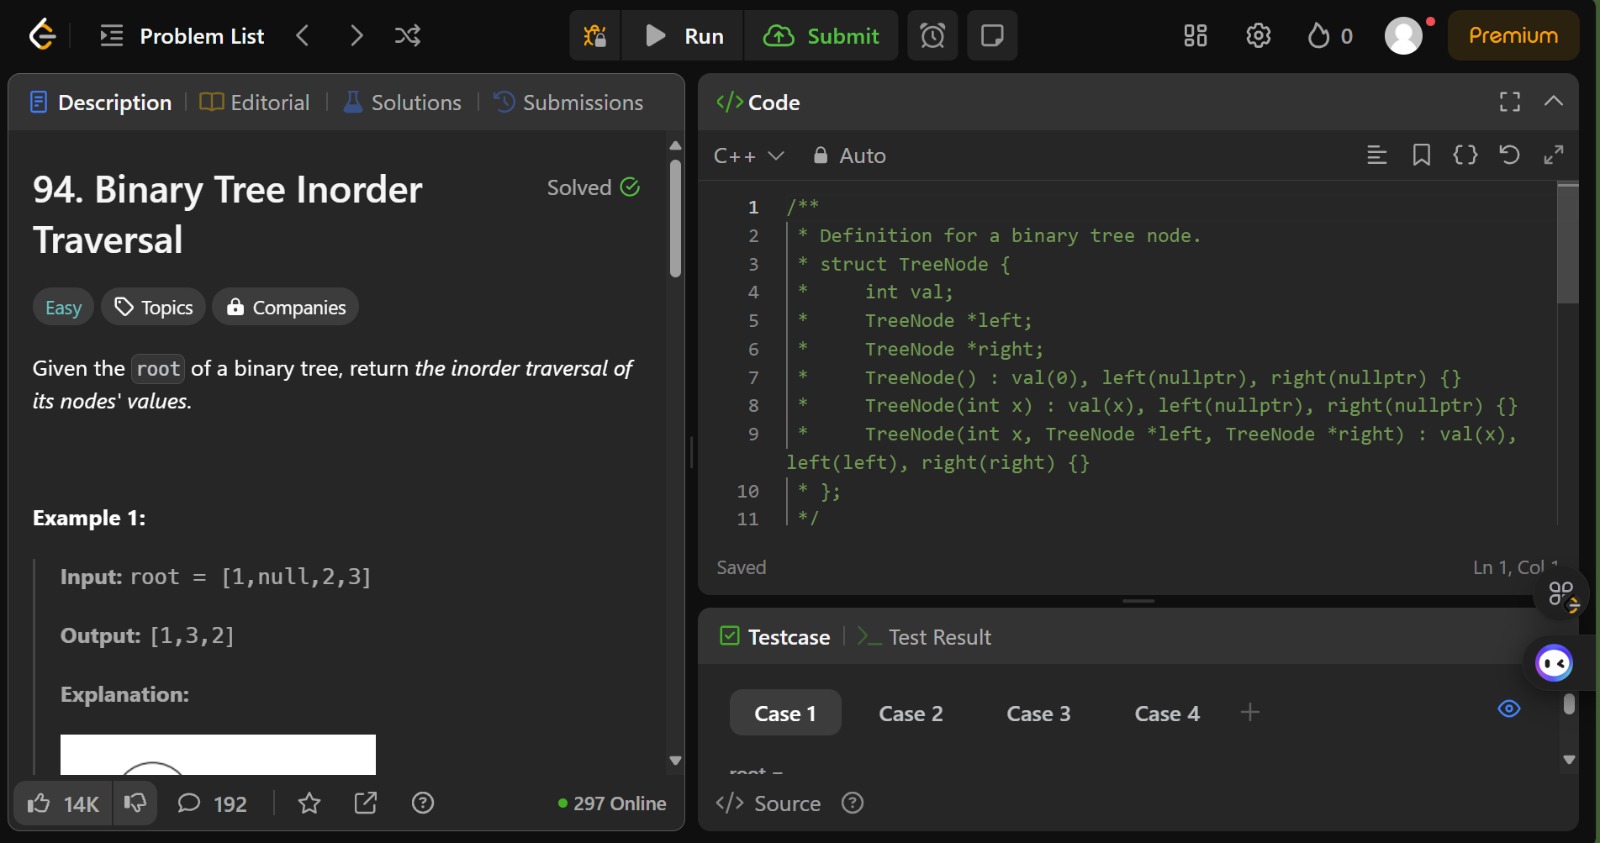 Problem List
Run
Submit
0
Premium
Description
Editorial
Solutions
Submissions
94. Binary Tree Inorder
Traversal
Solved
Easy
Topics
Companies
Given the root of a binary tree, return the inorder traversal of
its nodes' values.
Example 1:
Input: root = [1,null,2,3]
Output: [1,3,2]
Explanation:
14K
192
297 Online
</> Code
C++
Auto
1 /**
2 * Definition for a binary tree node.
3 * struct TreeNode {
4 *     int val;
5 *     TreeNode *left;
6 *     TreeNode *right;
7 *     TreeNode() : val(0), left(nullptr), right(nullptr) {}
8 *     TreeNode(int x) : val(x), left(nullptr), right(nullptr) {}
9 *     TreeNode(int x, TreeNode *left, TreeNode *right) : val(x),
left(left), right(right) {}
10 * };
11 */
Saved
Ln 1, Col 1
Testcase
Test Result
Case 1
Case 2
Case 3
Case 4
+
root =
</> Source